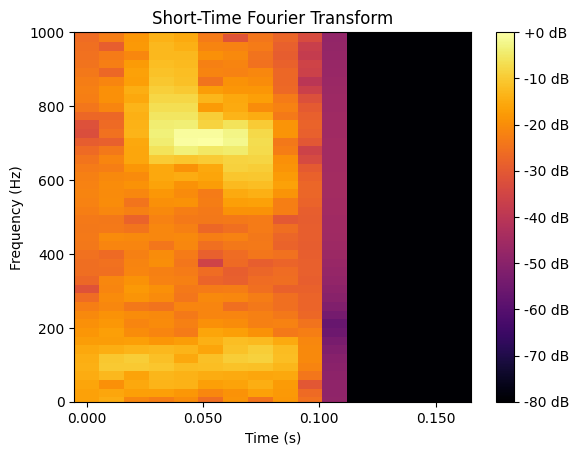 Short-Time Fourier Transform
1000
800
600
400
200
0
Frequency (Hz)
0.000
0.050
0.100
0.150
Time (s)
+0 dB
-10 dB
-20 dB
-30 dB
-40 dB
-50 dB
-60 dB
-70 dB
-80 dB